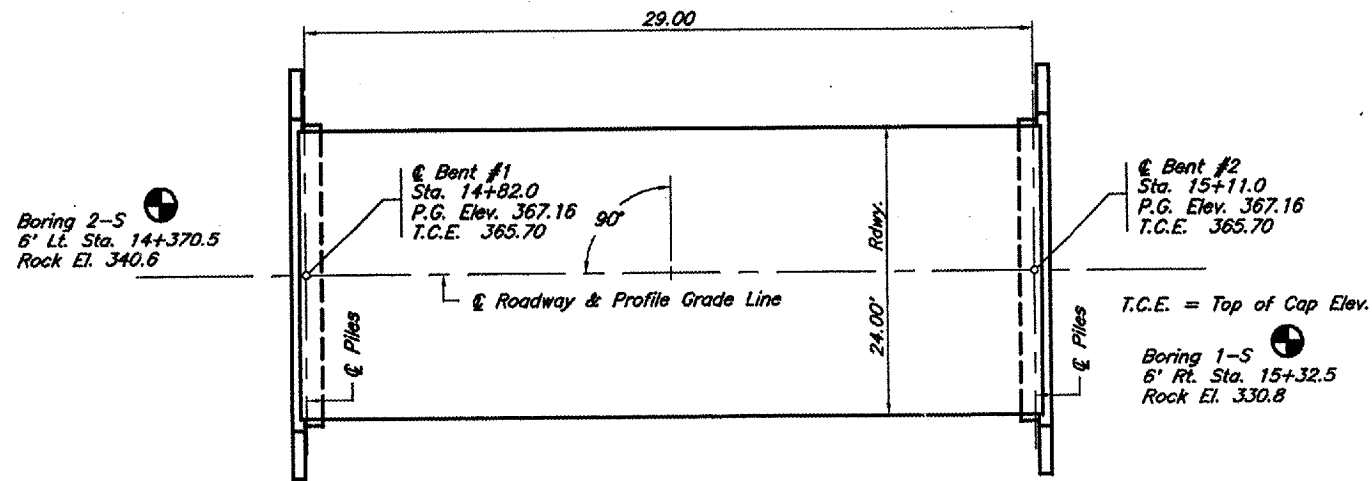 29.00
℄ Bent #1
Sta. 14+82.0
P.G. Elev. 367.16
T.C.E. 365.70
90°
Rdwy.
℄ Bent #2
Sta. 15+11.0
P.G. Elev. 367.16
T.C.E. 365.70
Boring 2-S
6' Lt. Sta. 14+370.5
Rock El. 340.6
℄ Roadway & Profile Grade Line
T.C.E. = Top of Cap Elev.
℄ Piles
24.00'
℄ Piles
Boring 1-S
6' Rt. Sta. 15+32.5
Rock El. 330.8